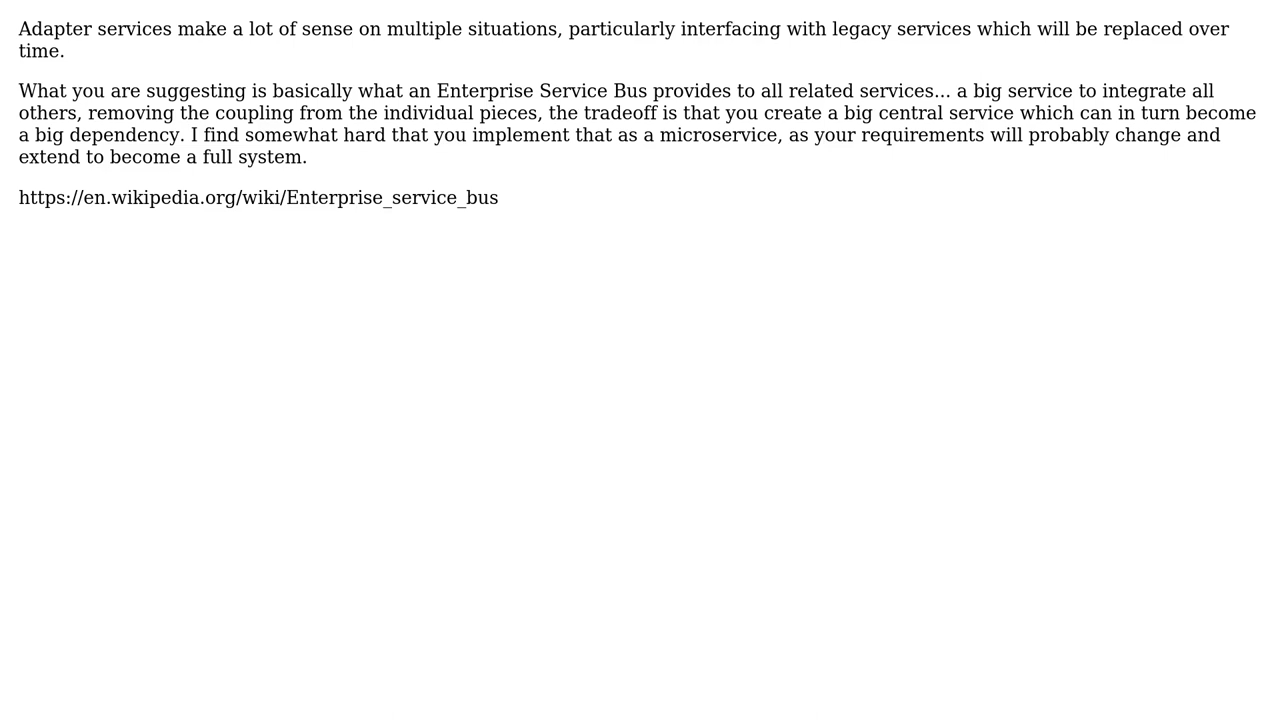 Adapter services make a lot of sense on multiple situations, particularly interfacing with legacy services which will be replaced over
time.
What you are suggesting is basically what an Enterprise Service Bus provides to all related services... a big service to integrate all
others, removing the coupling from the individual pieces, the tradeoff is that you create a big central service which can in turn become
a big dependency. I find somewhat hard that you implement that as a microservice, as your requirements will probably change and
extend to become a full system.
https://en.wikipedia.org/wiki/Enterprise_service_bus